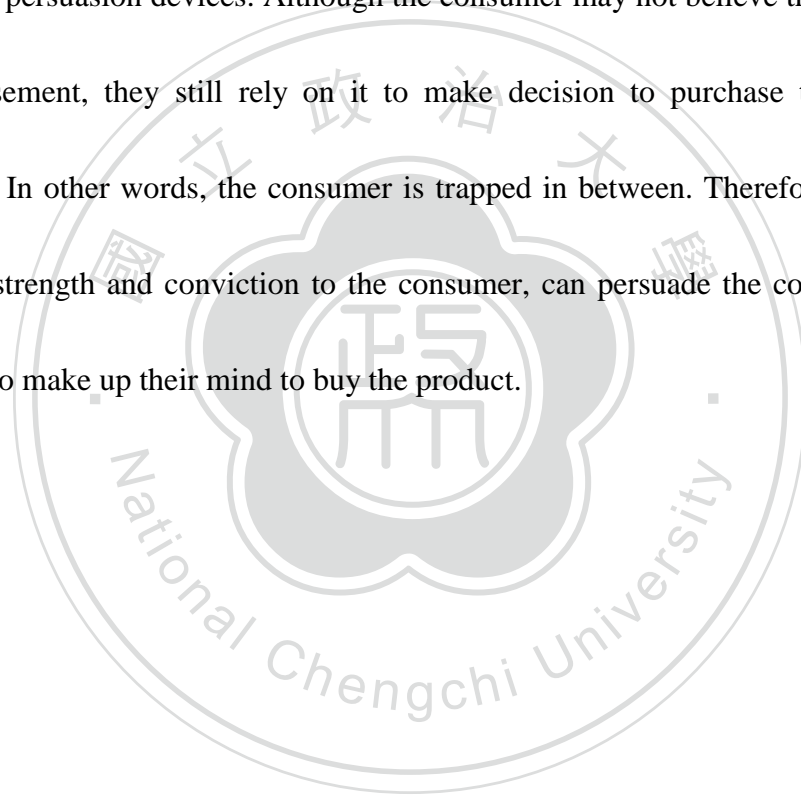 persuasion devices. Although the consumer may not believe
sement, they still rely on it to make decision to purchase
In other words, the consumer is trapped in between.
strength and conviction to the consumer, can persuade the
o make up their mind to buy the product.
國立政治大學
政
National Chengchi University